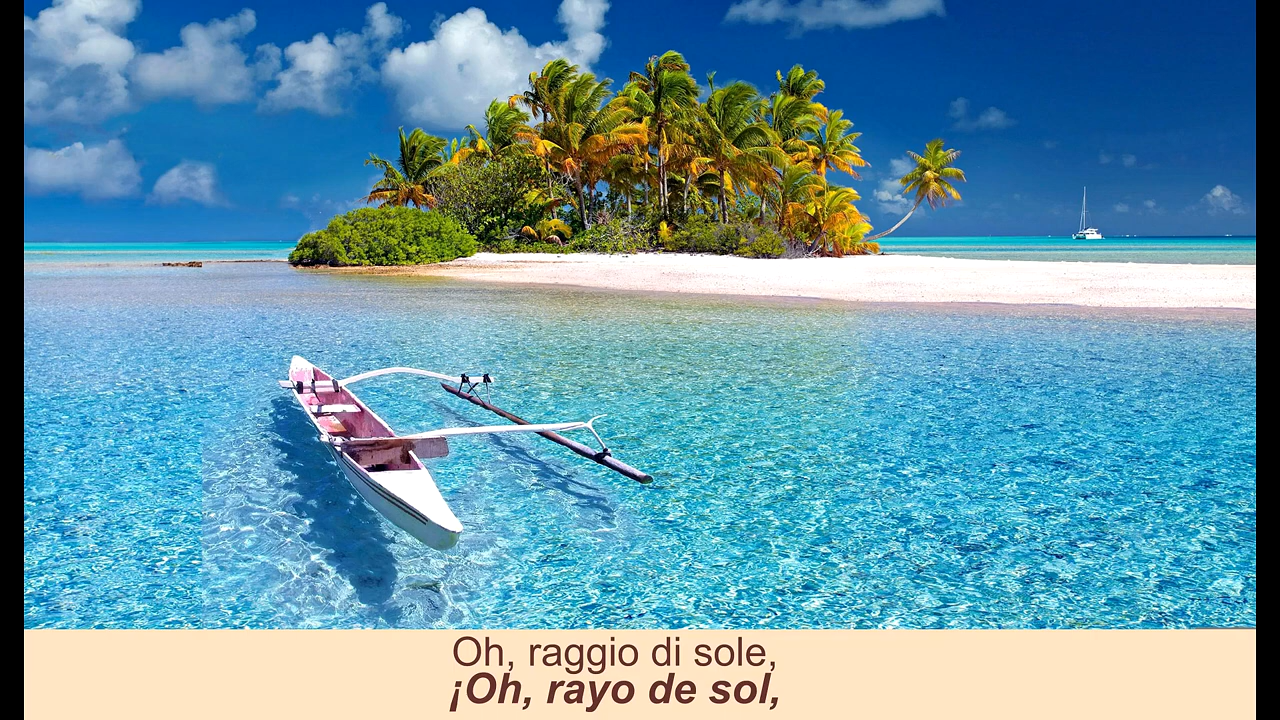 Oh, raggio di sole,
¡Oh, rayo de sol,